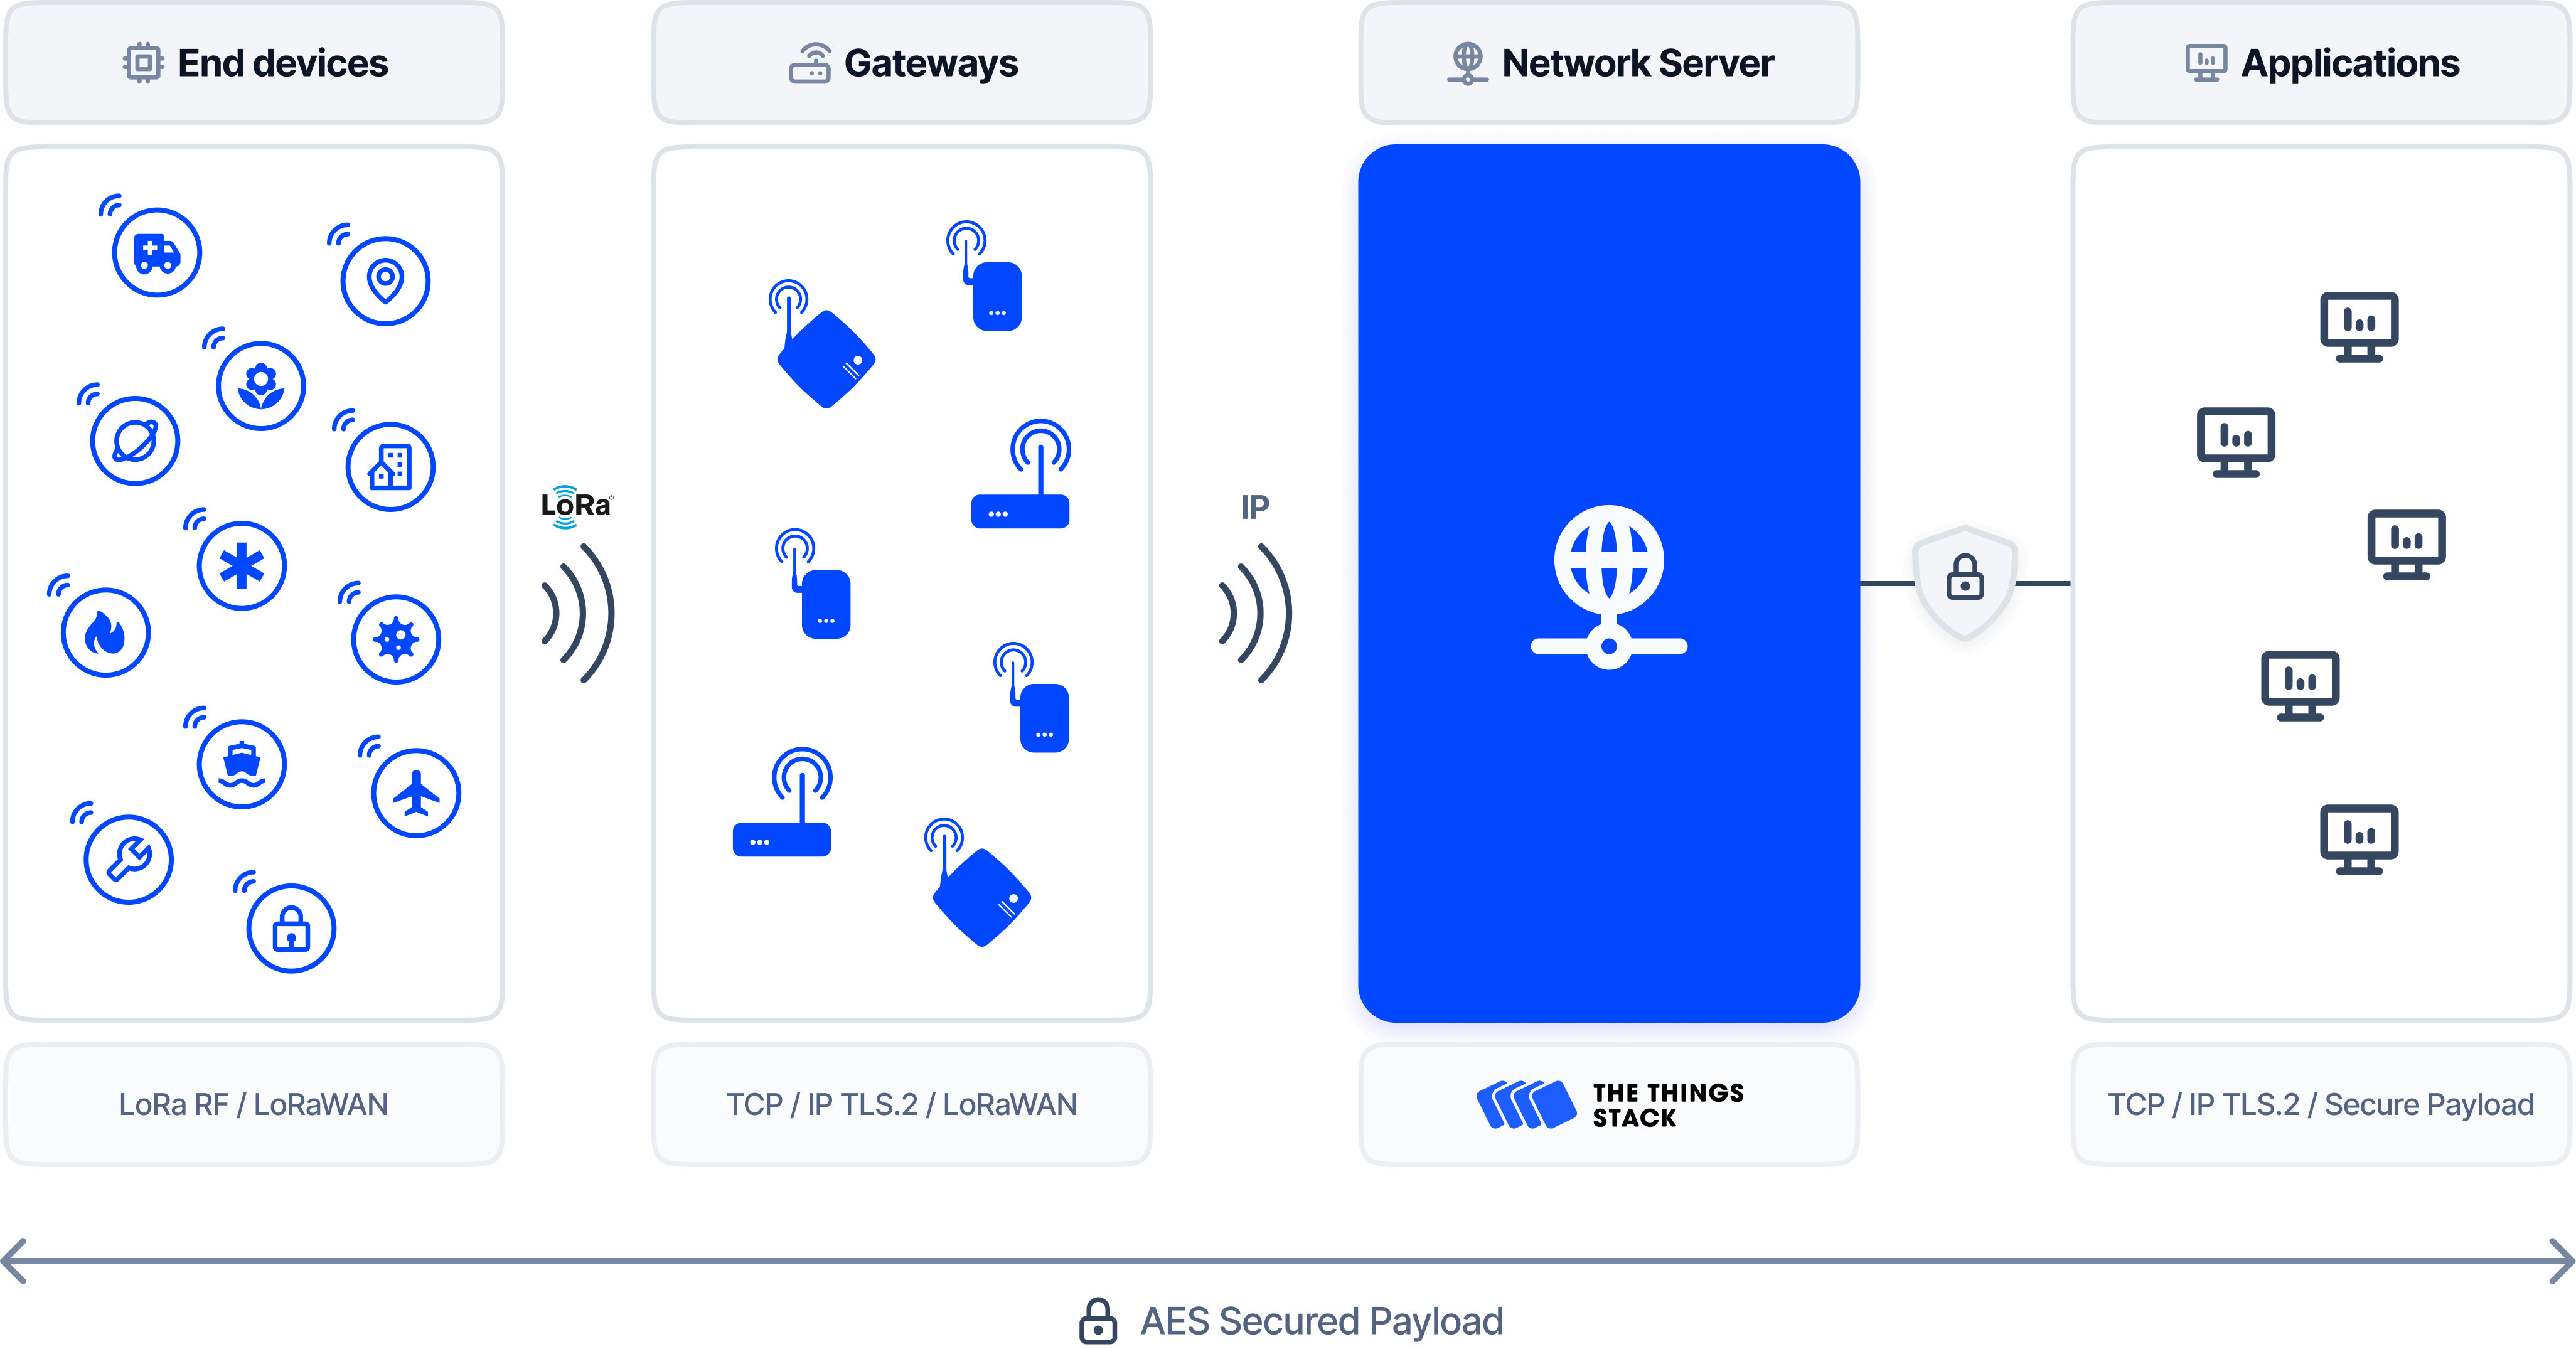 End devices
Gateways
Network Server
Applications
LoRa®
IP
LoRa RF / LoRaWAN
TCP / IP TLS.2 / LoRaWAN
THE THINGS
STACK
TCP / IP TLS.2 / Secure Payload
AES Secured Payload